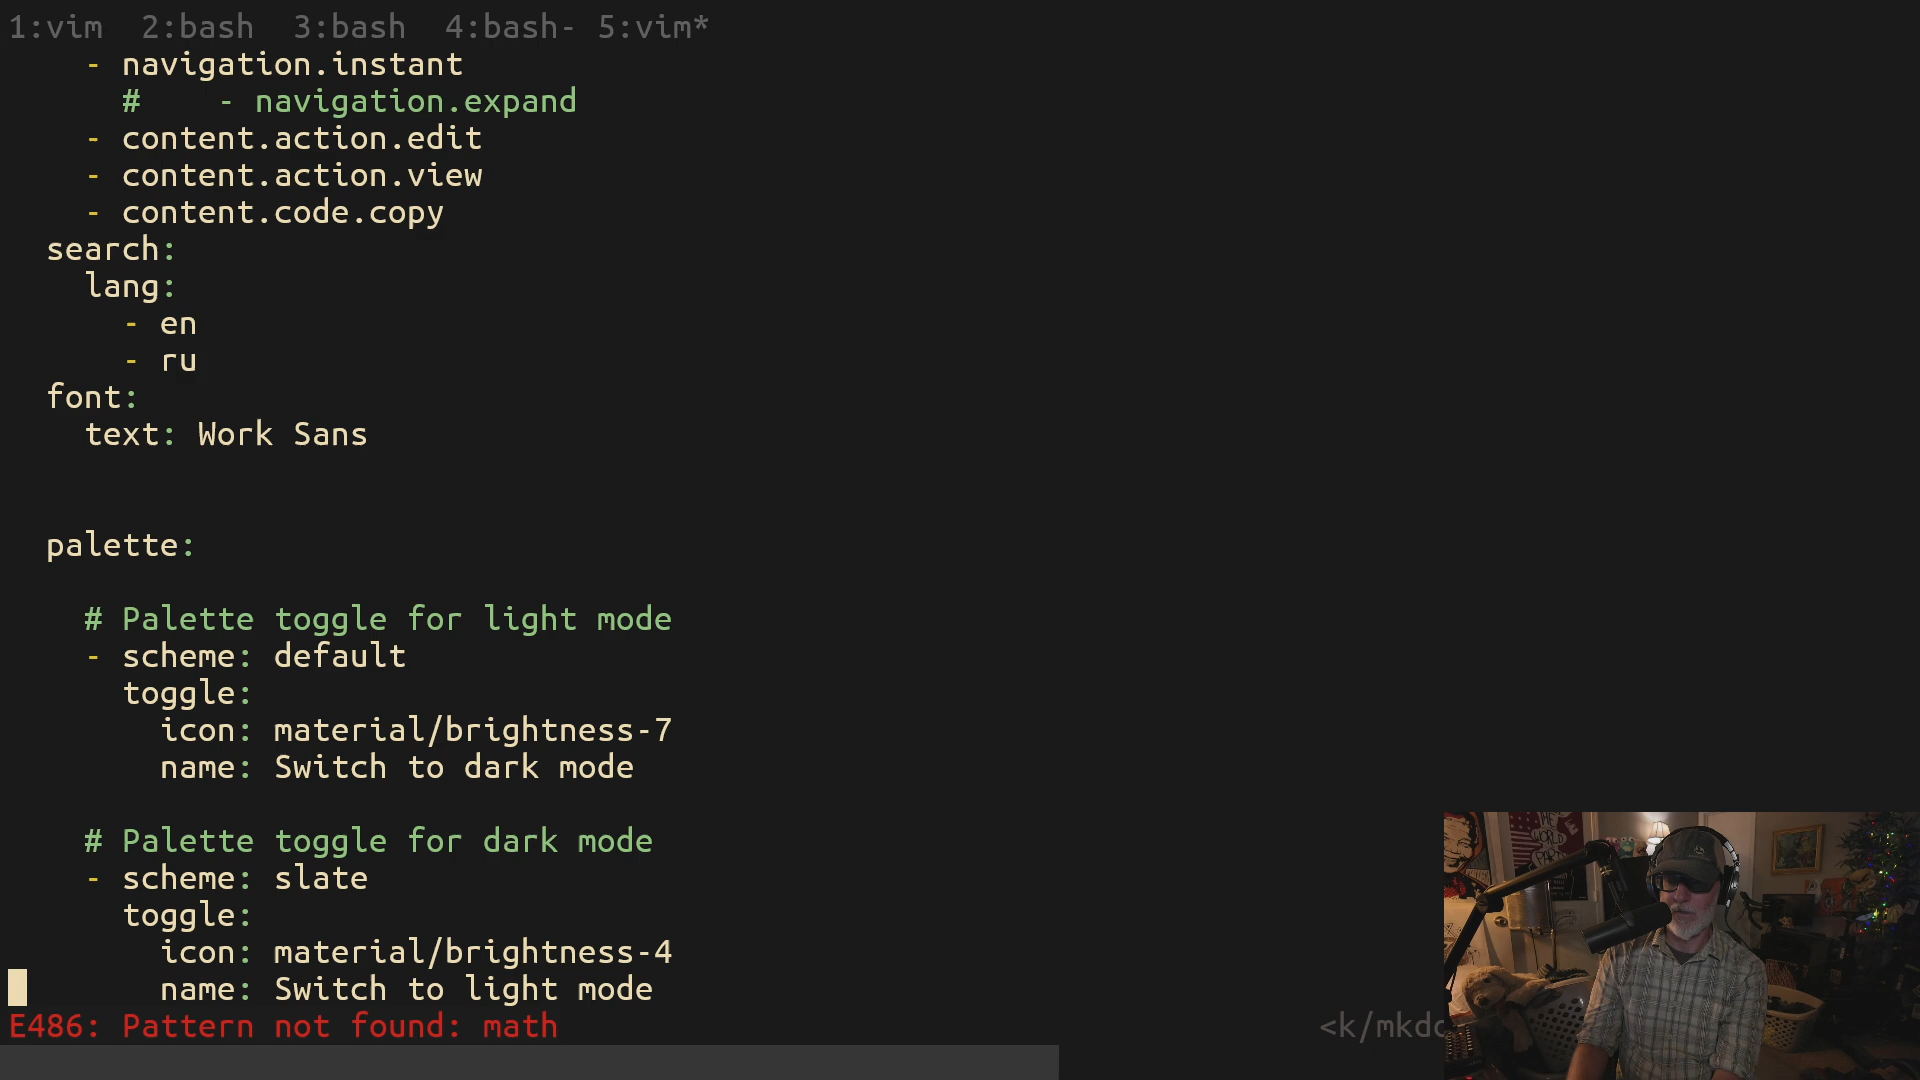 1:vim  2:bash  3:bash  4:bash- 5:vim*
    - navigation.instant
      #    - navigation.expand
    - content.action.edit
    - content.action.view
    - content.code.copy
  search:
    lang:
      - en
      - ru
  font:
    text: Work Sans
  palette:
    # Palette toggle for light mode
    - scheme: default
      toggle:
        icon: material/brightness-7
        name: Switch to dark mode
    # Palette toggle for dark mode
    - scheme: slate
      toggle:
        icon: material/brightness-4
        name: Switch to light mode
E486: Pattern not found: math
<k/mkdo
THE WORLD